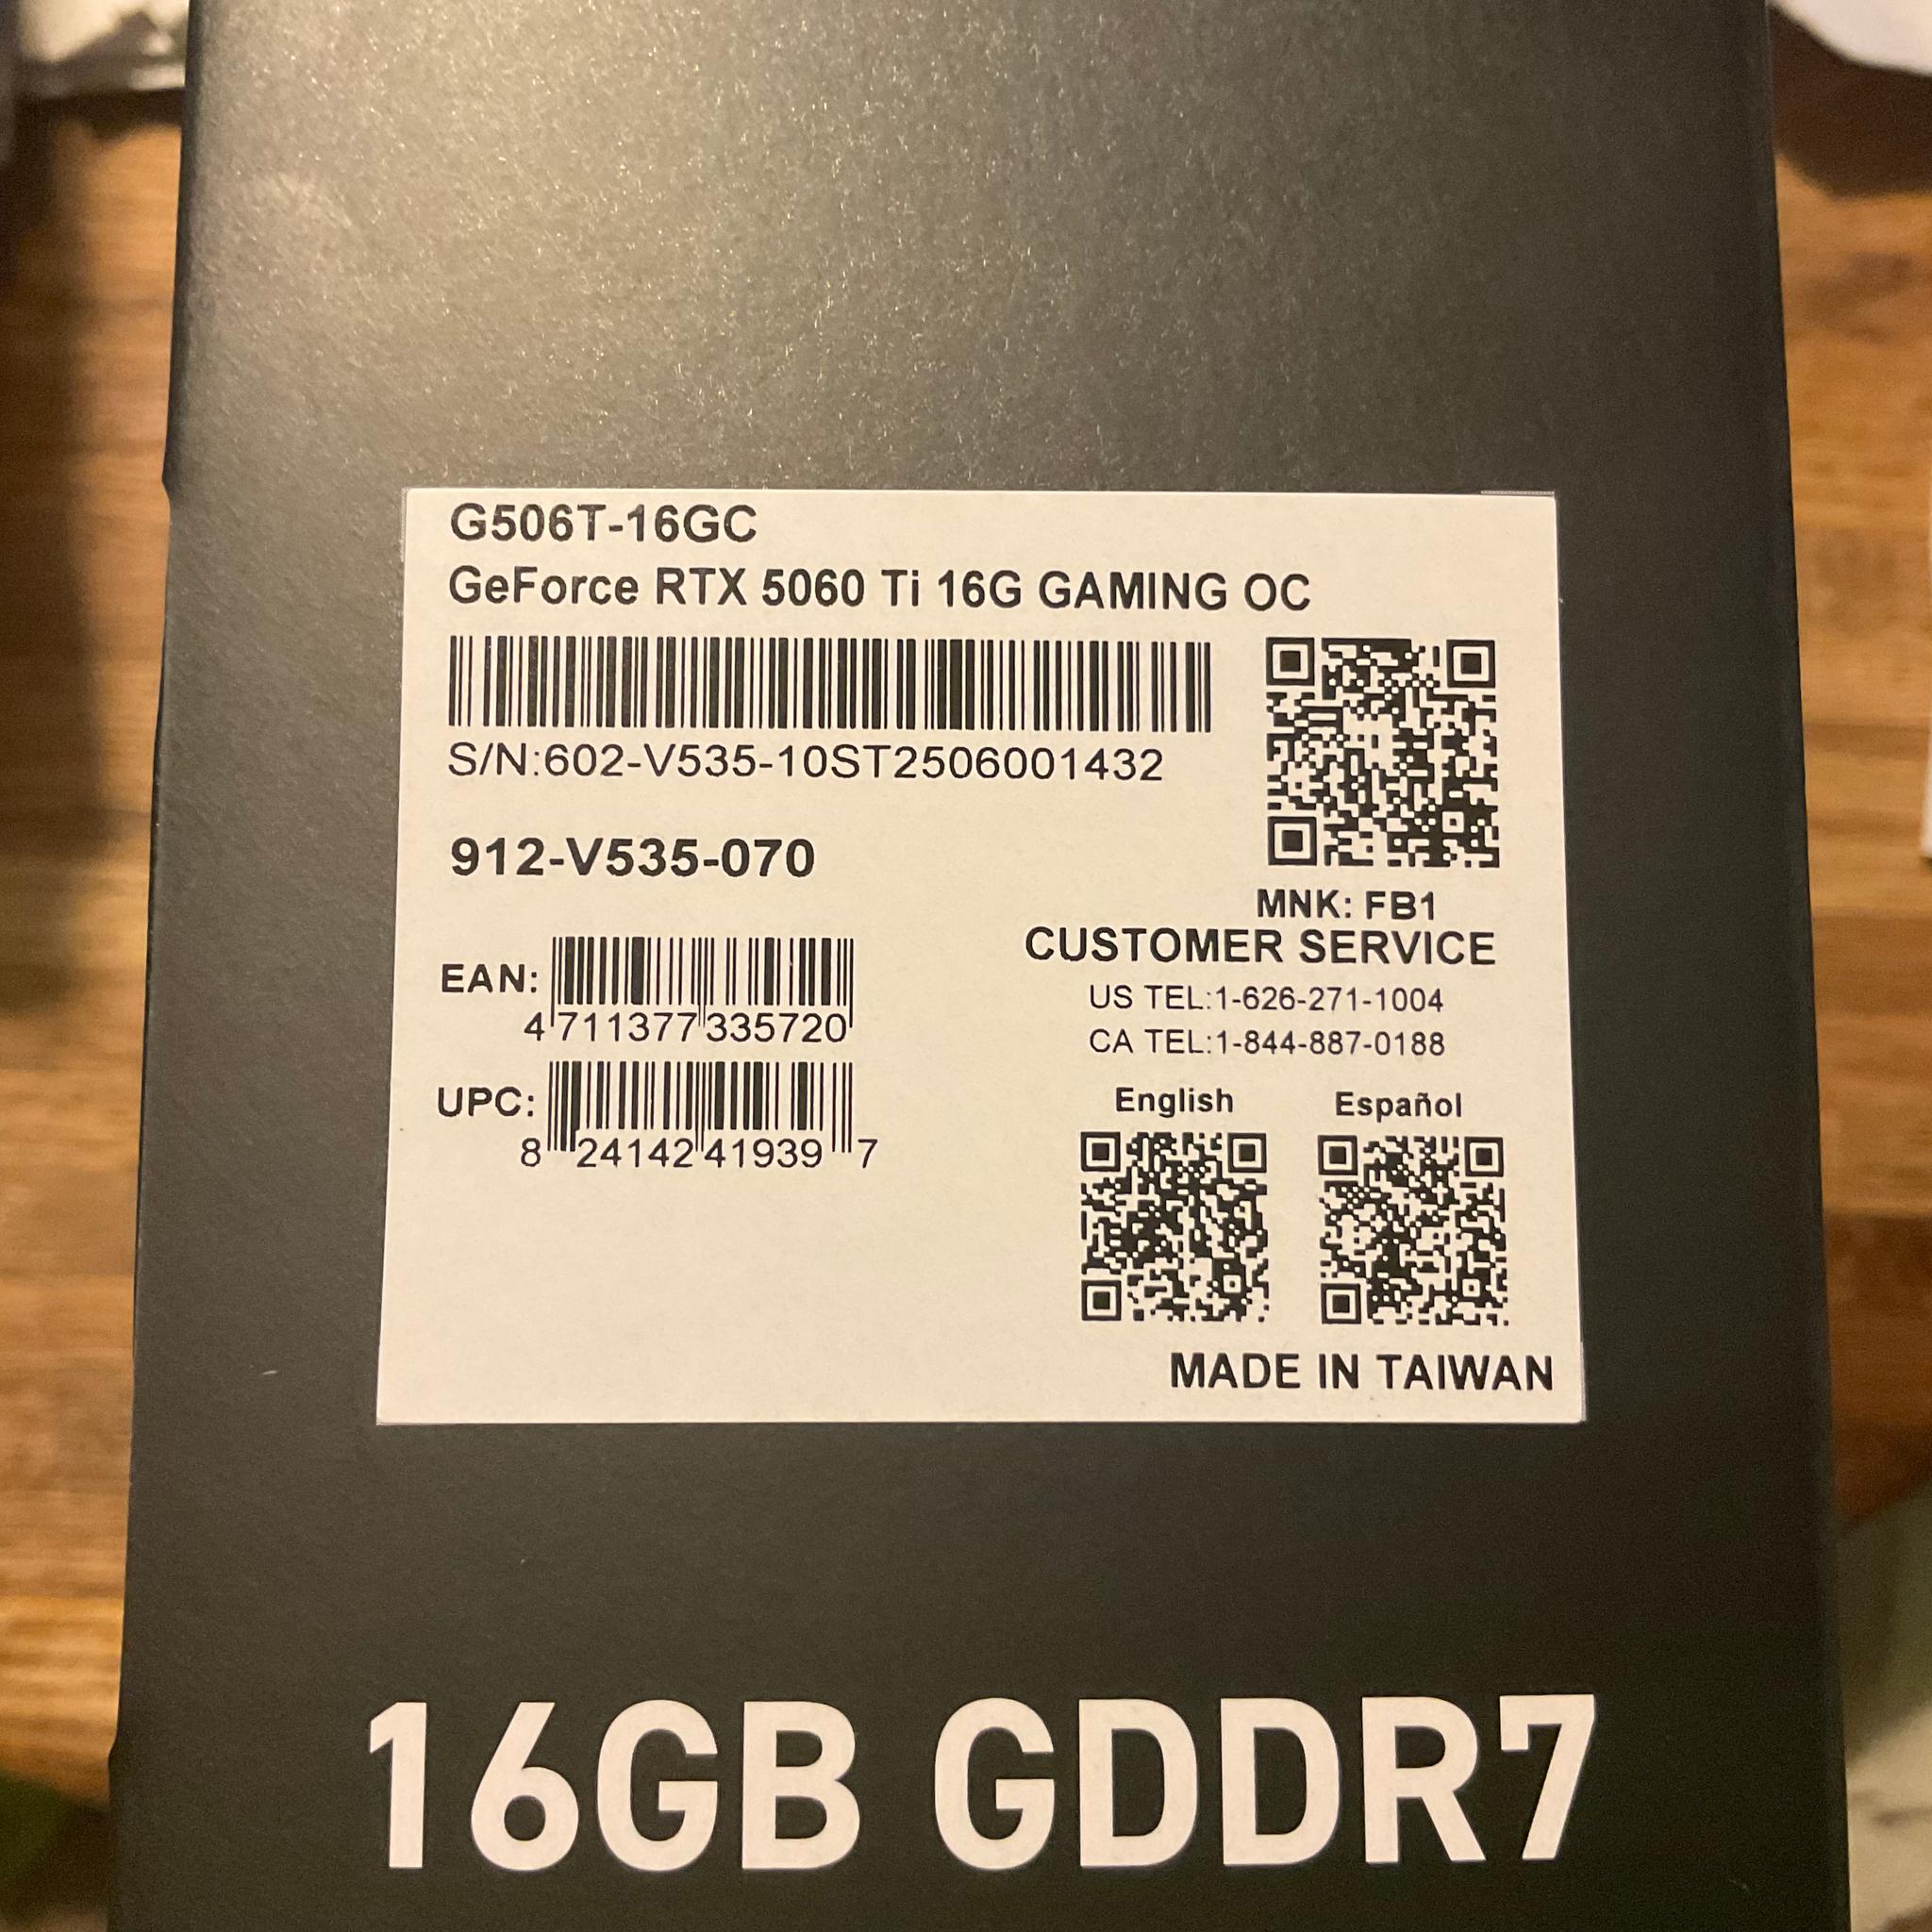 G506T-16GC
GeForce RTX 5060 Ti 16G GAMING OC
S/N:602-V535-10ST2506001432
912-V535-070
MNK: FB1
CUSTOMER SERVICE
US TEL:1-626-271-1004
CA TEL:1-844-887-0188
EAN:
4 711377 335720
UPC:
8 24142 41939 7
English
Español
MADE IN TAIWAN
16GB GDDR7